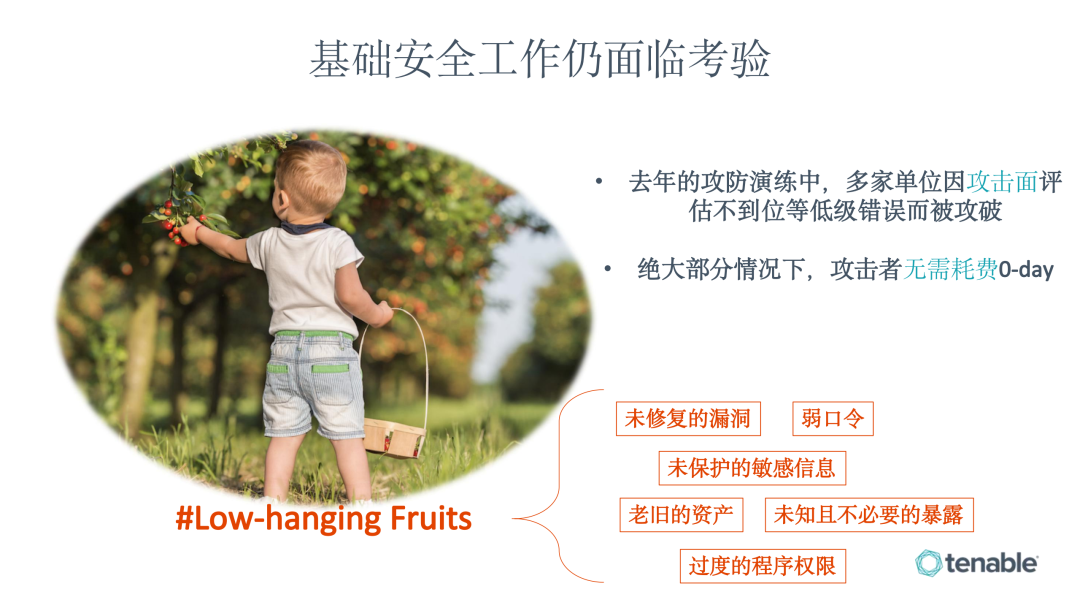 基础安全工作仍面临考验
• 去年的攻防演练中，多家单位因攻击面评
估不到位等低级错误而被攻破
• 绝大部分情况下，攻击者无需耗费0-day
未修复的漏洞 弱口令
未保护的敏感信息
老旧的资产 未知且不必要的暴露
过度的程序权限
#Low-hanging Fruits
tenable